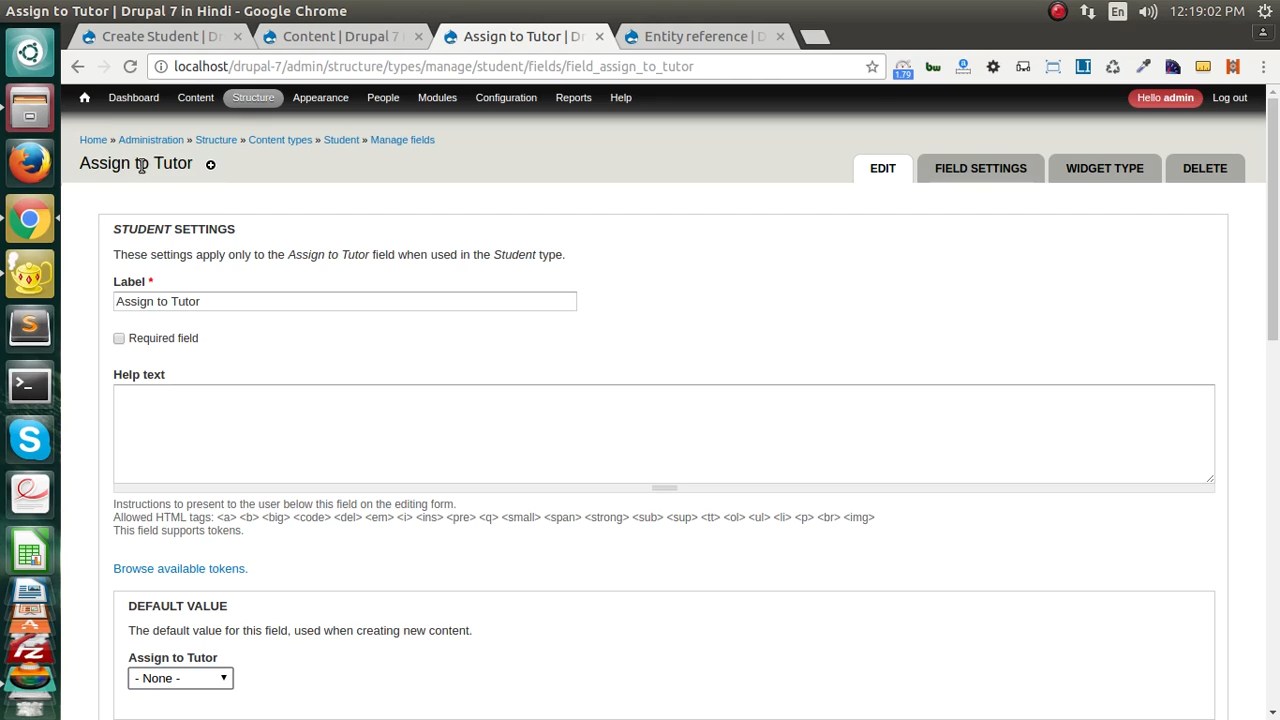 Assign to Tutor | Drupal 7 in Hindi - Google Chrome
En
12:19:02 PM
Create Student | Dr
Content | Drupal 7 i
Assign to Tutor | Dr
Entity reference | D
localhost/drupal-7/admin/structure/types/manage/student/fields/field_assign_to_tutor
1.79
bw
LI
Dashboard
Content
Structure
Appearance
People
Modules
Configuration
Reports
Help
Hello admin
Log out
Home » Administration » Structure » Content types » Student » Manage fields
Assign to Tutor
EDIT
FIELD SETTINGS
WIDGET TYPE
DELETE
STUDENT SETTINGS
These settings apply only to the Assign to Tutor field when used in the Student type.
Label *
Assign to Tutor
Required field
Help text
Instructions to present to the user below this field on the editing form.
Allowed HTML tags: <a> <b> <big> <code> <del> <em> <i> <ins> <pre> <q> <small> <span> <strong> <sub> <sup> <tt> <ol> <ul> <li> <p> <br> <img>
This field supports tokens.
Browse available tokens.
DEFAULT VALUE
The default value for this field, used when creating new content.
Assign to Tutor
- None -